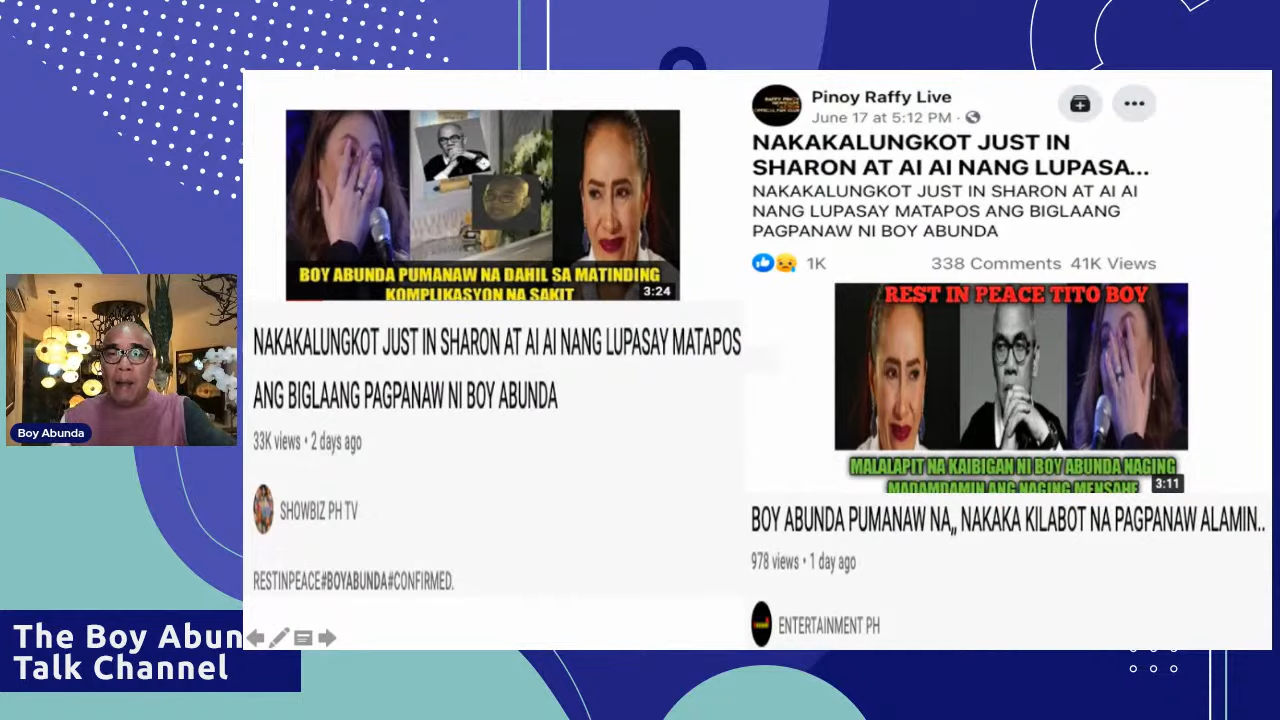 BOY ABUNDA PUMANAW NA DAHIL SA MATINDING
KOMPLIKASYON NA SAKIT
3:24
NAKAKALUNGKOT JUST IN SHARON AT AI AI NANG LUPASAY MATAPOS
ANG BIGLAANG PAGPANAW NI BOY ABUNDA
33K views • 2 days ago
SHOWBIZ PH TV
RESTINPEACE#BOYABUNDA#CONFIRMED.
Pinoy Raffy Live
June 17 at 5:12 PM ·
NAKAKALUNGKOT JUST IN
SHARON AT AI AI NANG LUPASA...
NAKAKALUNGKOT JUST IN SHARON AT AI AI
NANG LUPASAY MATAPOS ANG BIGLAANG
PAGPANAW NI BOY ABUNDA
1K
338 Comments 41K Views
REST IN PEACE TITO BOY
MALALAPIT NA KAIBIGAN NI BOY ABUNDA NAGING
MADAMDAMIN ANG NAGING MENSAHE
3:11
BOY ABUNDA PUMANAW NA,, NAKAKA KILABOT NA PAGPANAW ALAMIN..
978 views • 1 day ago
ENTERTAINMENT PH
Boy Abunda
The Boy Abun
Talk Channel